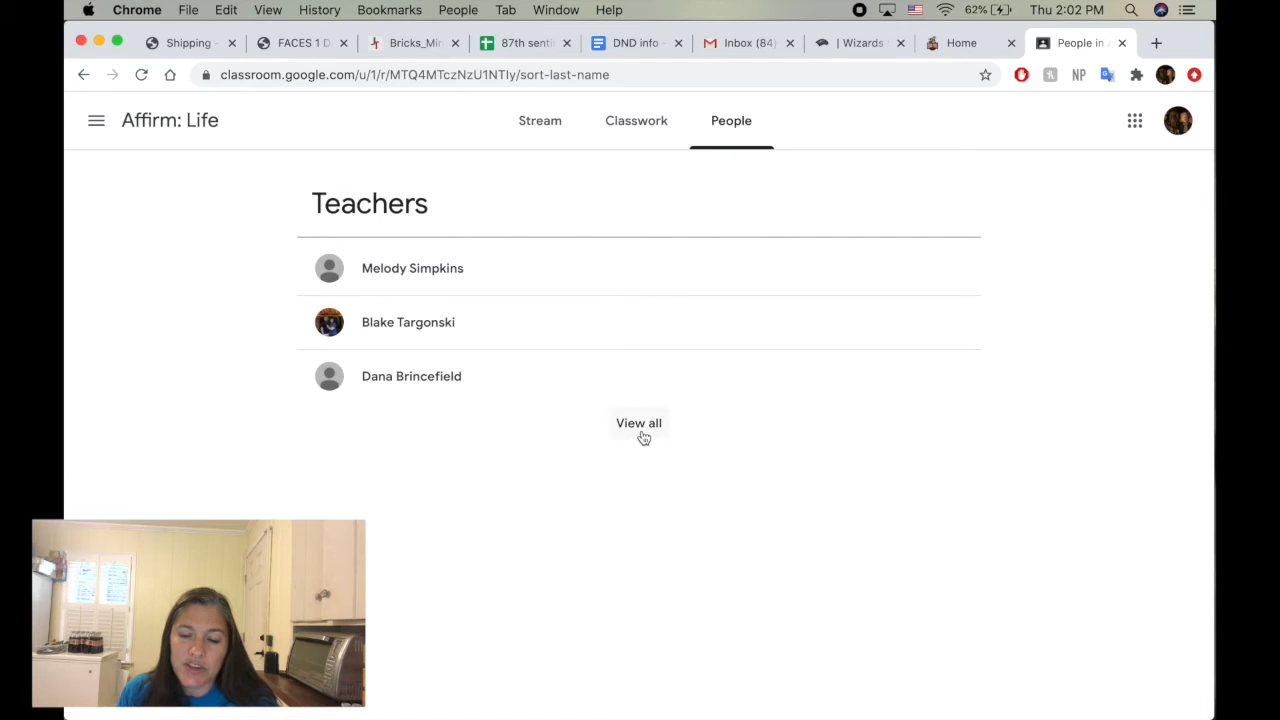 Chrome File Edit View History Bookmarks People Tab Window Help 62% Thu 2:02 PM
Shipping - FACES 1 D Bricks_Min 87th senti DND info - Inbox (84) | Wizards Home People in
classroom.google.com/u/1/r/MTQ4MTczNzU1NTIy/sort-last-name NP
Affirm: Life Stream Classwork People
Teachers
Melody Simpkins
Blake Targonski
Dana Brincefield
View all